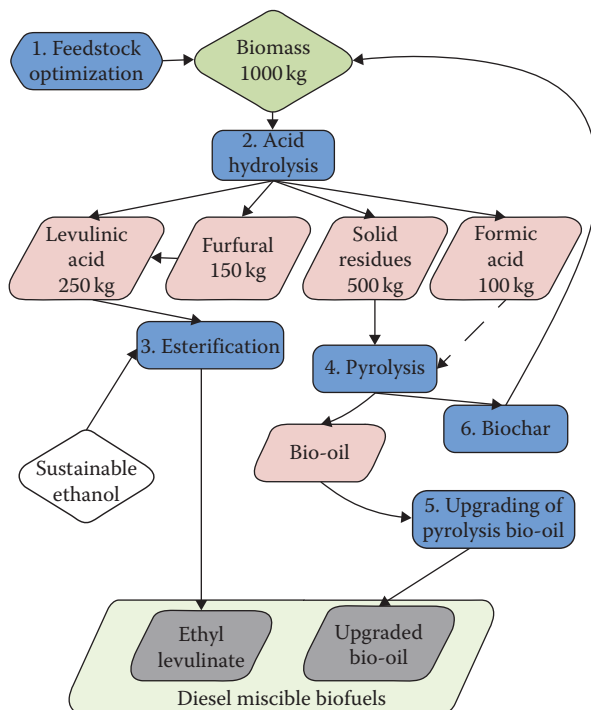 1. Feedstock
optimization
Biomass
1000 kg
2. Acid
hydrolysis
Levulinic
acid
250 kg
Furfural
150 kg
Solid
residues
500 kg
Formic
acid
100 kg
3. Esterification
4. Pyrolysis
6. Biochar
Sustainable
ethanol
Bio-oil
5. Upgrading of
pyrolysis bio-oil
Ethyl
levulinate
Upgraded
bio-oil
Diesel miscible biofuels